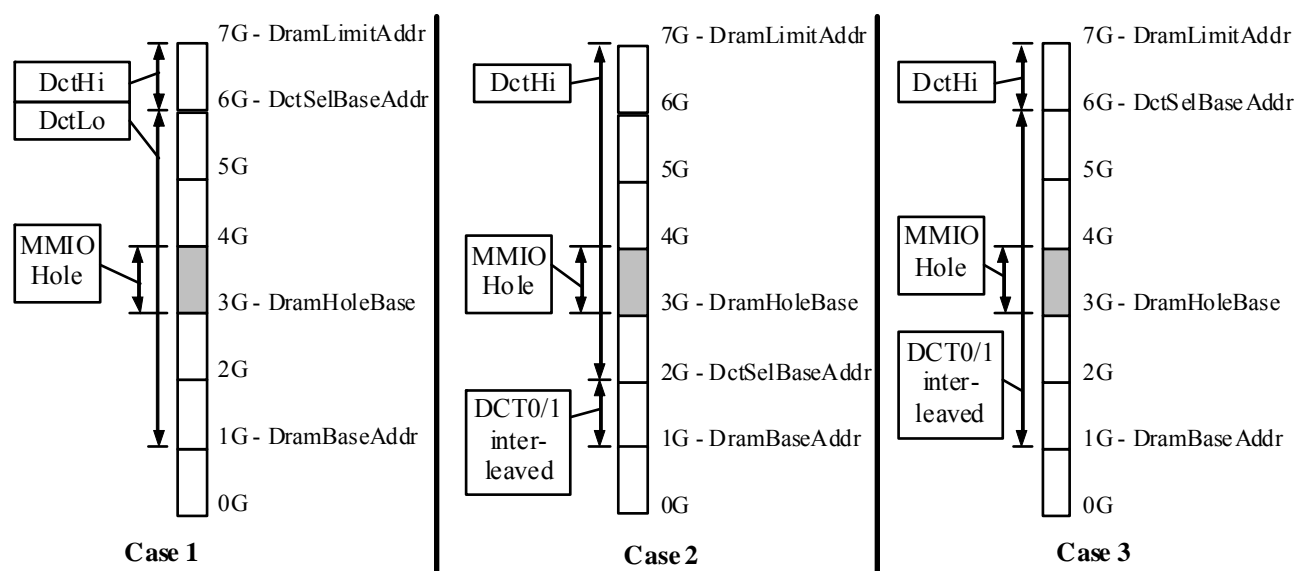 7G - DramLimitAddr
DctHi
6G - DctSelBaseAddr
DctLo
5G
4G
MMIO
Hole
3G - DramHoleBase
2G
1G - DramBaseAddr
0G
Case 1
7G - DramLimitAddr
DctHi
6G
5G
4G
MMIO
Hole
3G - DramHoleBase
2G - DctSelBaseAddr
DCT0/1
inter-
leaved
1G - DramBaseAddr
0G
Case 2
7G - DramLimitAddr
DctHi
6G - DctSelBaseAddr
5G
4G
MMIO
Hole
3G - DramHoleBase
DCT0/1
inter-
leaved
2G
1G - DramBaseAddr
0G
Case 3